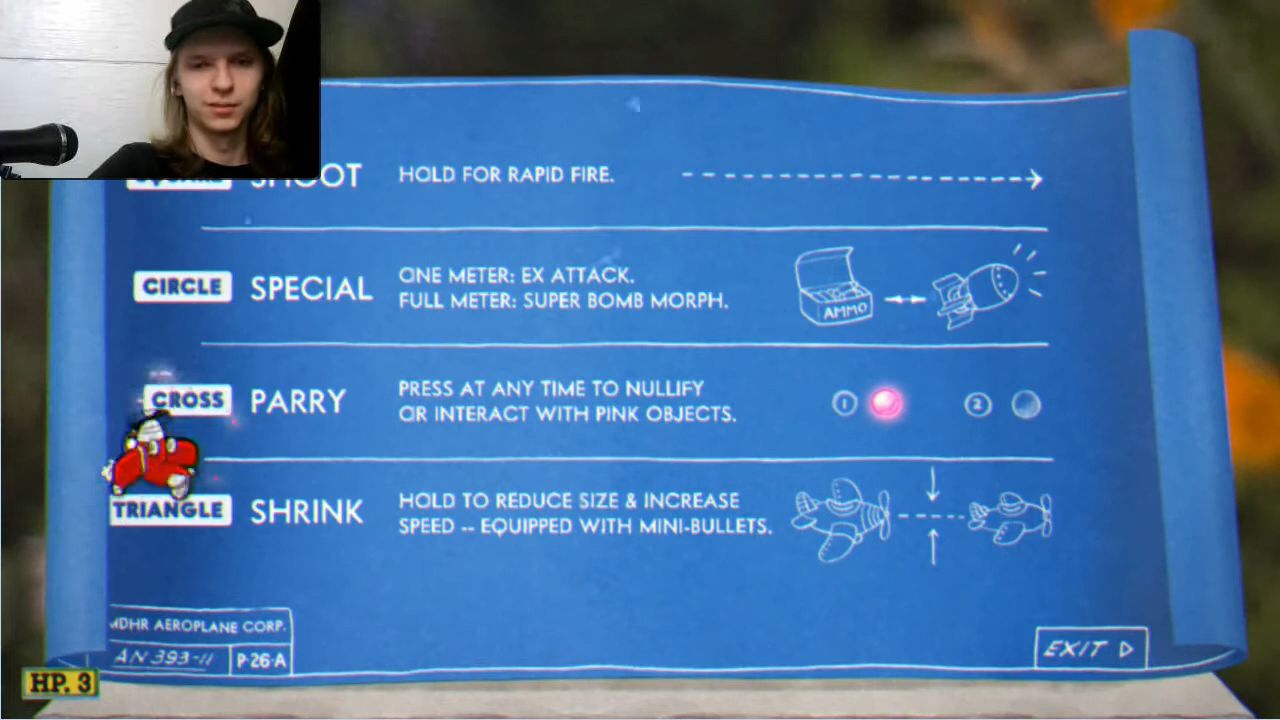 SHOOT
HOLD FOR RAPID FIRE.
CIRCLE
SPECIAL
ONE METER: EX ATTACK.
FULL METER: SUPER BOMB MORPH.
AMMO
CROSS
PARRY
PRESS AT ANY TIME TO NULLIFY
OR INTERACT WITH PINK OBJECTS.
1
2
TRIANGLE
SHRINK
HOLD TO REDUCE SIZE & INCREASE
SPEED -- EQUIPPED WITH MINI-BULLETS.
MDHR AEROPLANE CORP.
AN 393-11
P-26-A
EXIT
HP. 3